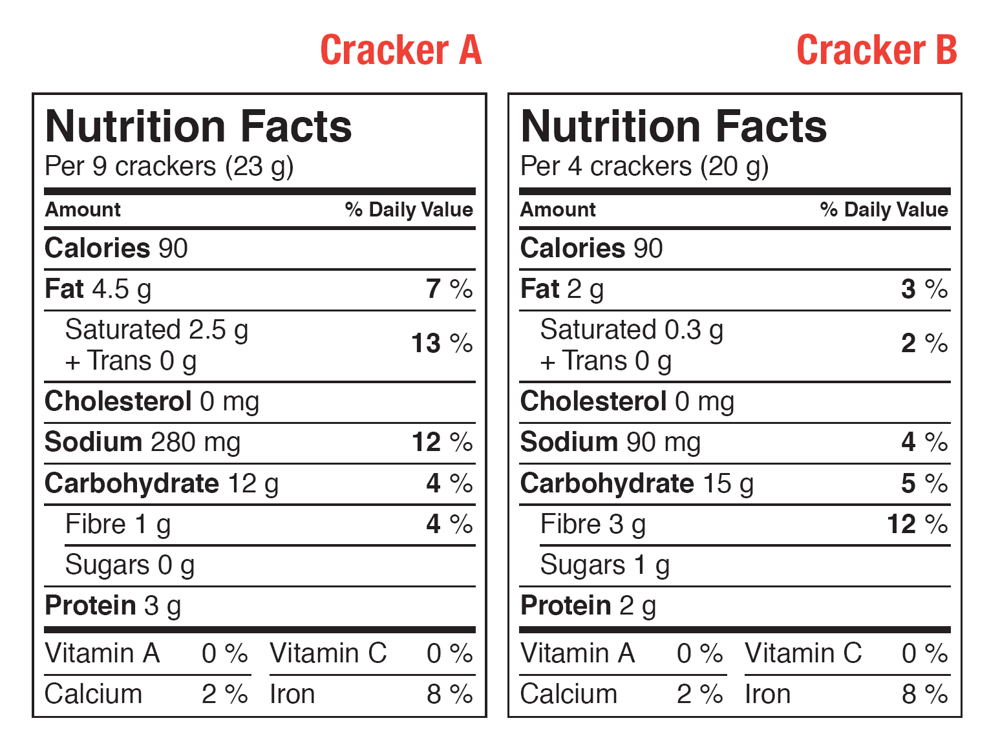 Cracker A
Nutrition Facts
Per 9 crackers (23 g)
Amount % Daily Value
Calories 90
Fat 4.5 g 7 %
Saturated 2.5 g
+ Trans 0 g 13 %
Cholesterol 0 mg
Sodium 280 mg 12 %
Carbohydrate 12 g 4 %
Fibre 1 g 4 %
Sugars 0 g
Protein 3 g
Vitamin A 0 % Vitamin C 0 %
Calcium 2 % Iron 8 %
Cracker B
Nutrition Facts
Per 4 crackers (20 g)
Amount % Daily Value
Calories 90
Fat 2 g 3 %
Saturated 0.3 g
+ Trans 0 g 2 %
Cholesterol 0 mg
Sodium 90 mg 4 %
Carbohydrate 15 g 5 %
Fibre 3 g 12 %
Sugars 1 g
Protein 2 g
Vitamin A 0 % Vitamin C 0 %
Calcium 2 % Iron 8 %